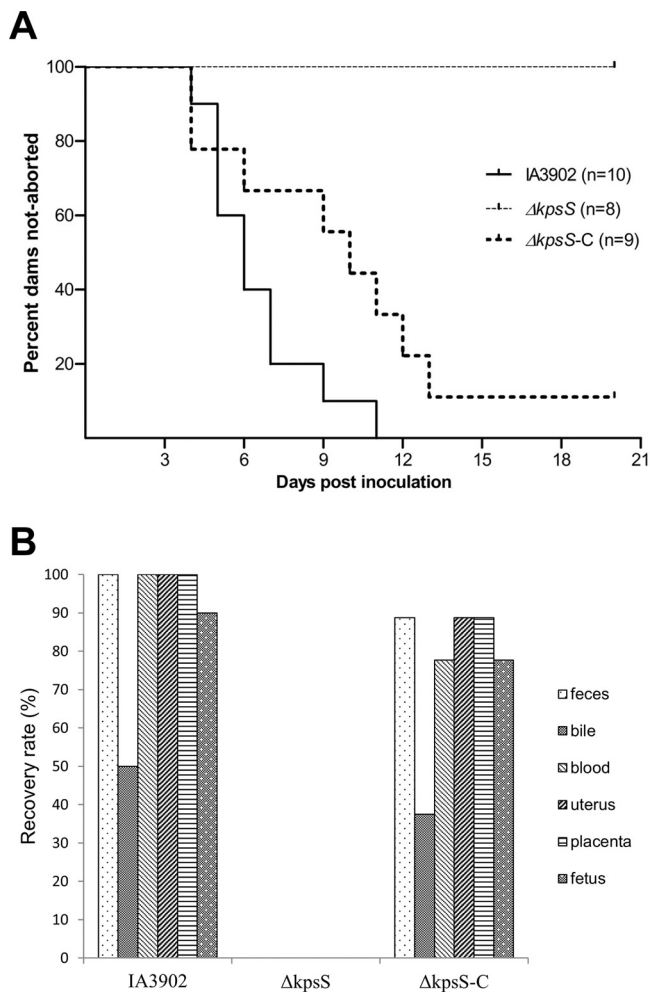 A
Percent dams not-aborted
100
80
60
40
20
3 6 9 12 15 18 21
Days post inoculation
IA3902 (n=10)
ΔkpsS (n=8)
ΔkpsS-C (n=9)
B
Recovery rate (%)
100
90
80
70
60
50
40
30
20
10
0
IA3902 ΔkpsS ΔkpsS-C
feces
bile
blood
uterus
placenta
fetus